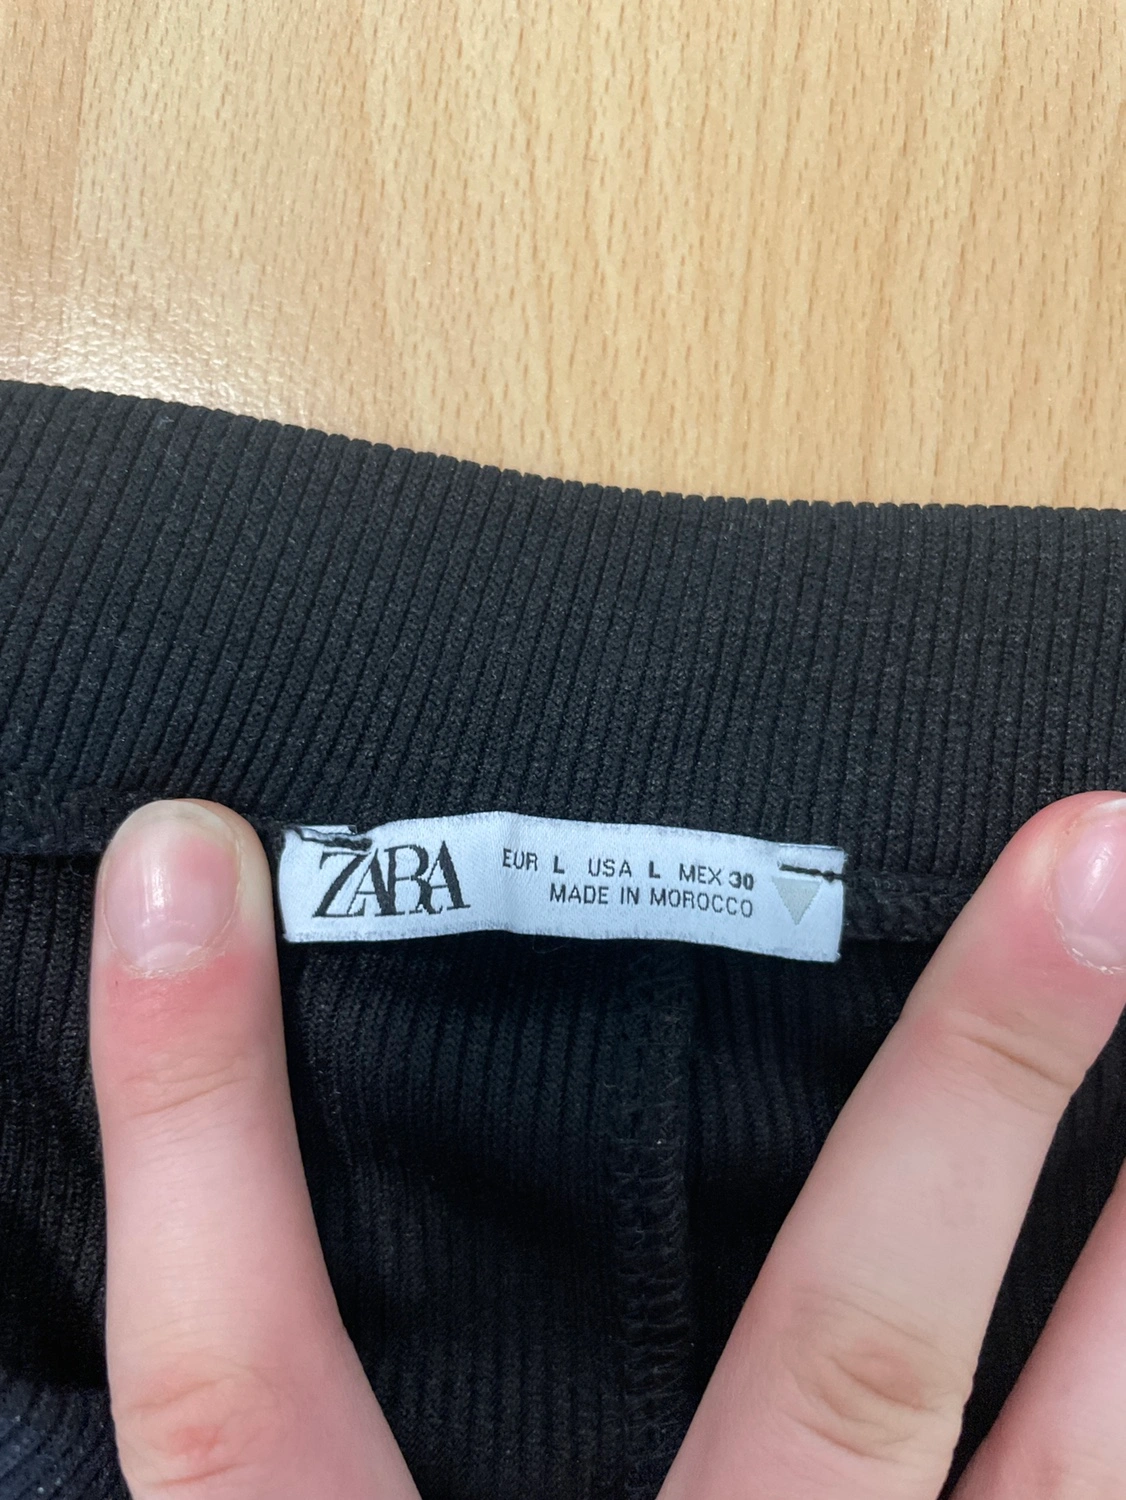 ZARA
EUR L USA L MEX 30
MADE IN MOROCCO